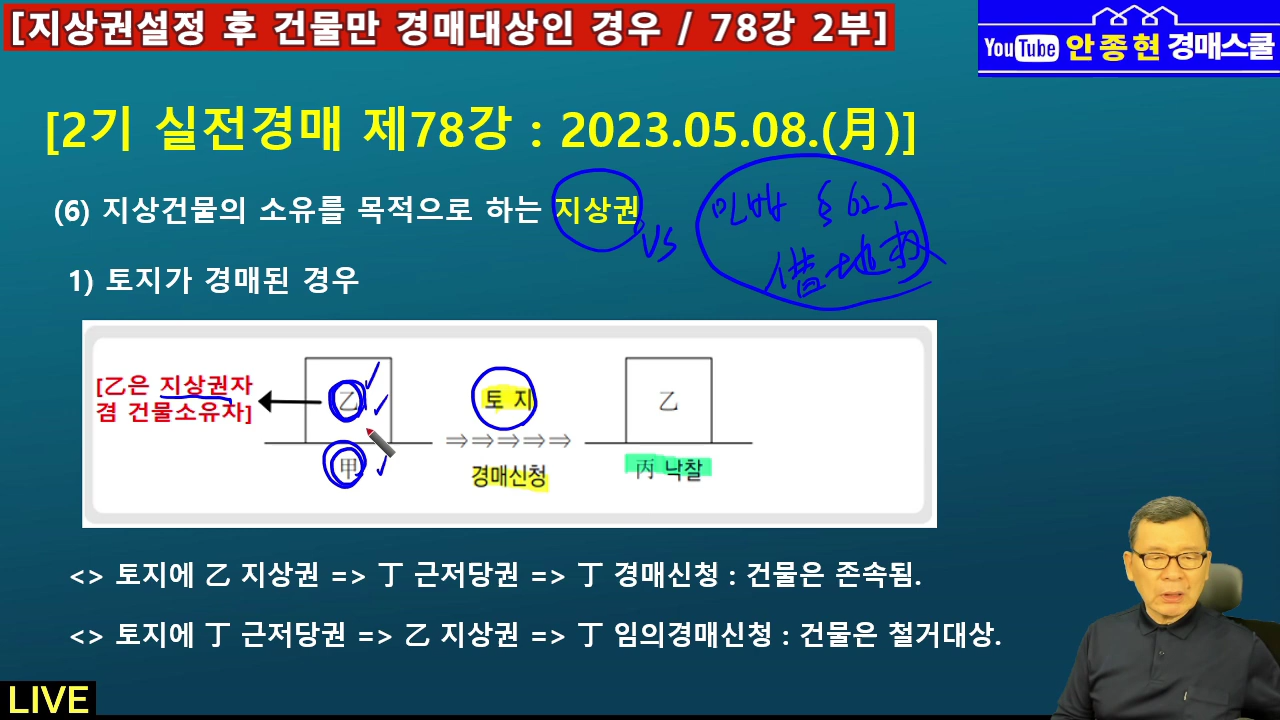 [지상권설정 후 건물만 경매대상인 경우 / 78강 2부]
YouTube 안종현 경매스쿨
[2기 실전경매 제78강 : 2023.05.08.(月)]
(6) 지상건물의 소유를 목적으로 하는 지상권
VS
민법 § 622
借地权
1) 토지가 경매된 경우
[乙은 지상권자
겸 건물소유자]
乙
토 지
乙
⇒⇒⇒⇒⇒
甲
경매신청
丙 낙찰
<> 토지에 乙 지상권 => 丁 근저당권 => 丁 경매신청 : 건물은 존속됨.
<> 토지에 丁 근저당권 => 乙 지상권 => 丁 임의경매신청 : 건물은 철거대상.
LIVE